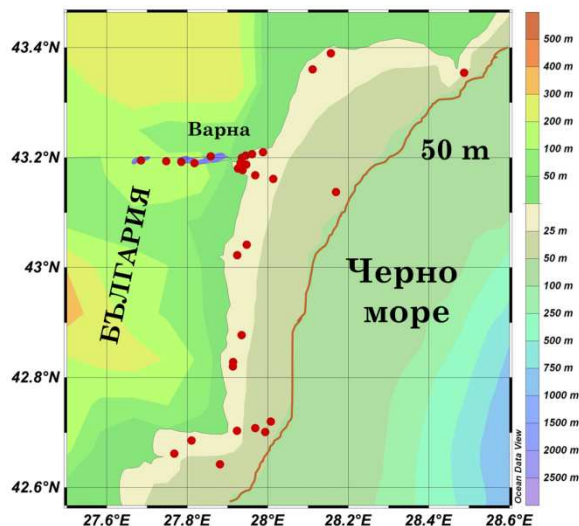 43.4°N
43.2°N
43°N
42.8°N
42.6°N
27.6°E
27.8°E
28°E
28.2°E
28.4°E
28.6°E
Варна
50 m
БЪЛГАРИЯ
Черно
море
Ocean Data View
500 m
400 m
300 m
200 m
100 m
50 m
25 m
50 m
100 m
250 m
500 m
750 m
1000 m
1500 m
2500 m